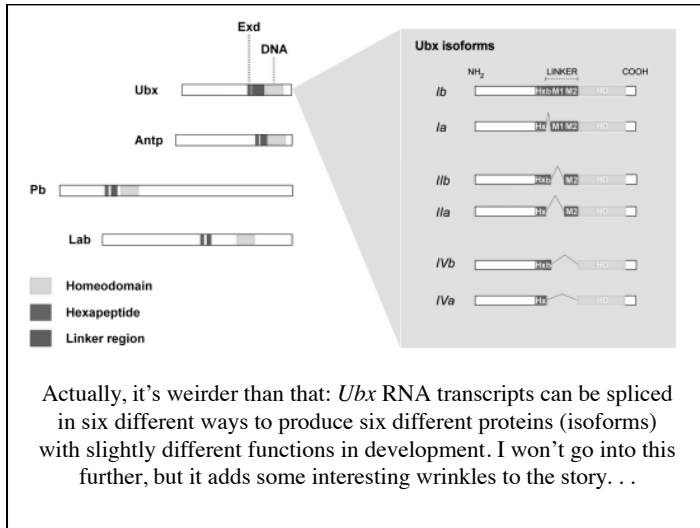 Exd
DNA
Ubx
Antp
Pb
Lab
Homeodomain
Hexapeptide
Linker region
Ubx isoforms
NH2 LINKER COOH
Ib Hx b M1 M2 HD
Ia Hx M1 M2 HD
IIb Hx b M2 HD
IIa Hx M2 HD
IVb Hx b HD
IVa Hx HD
Actually, it’s weirder than that: Ubx RNA transcripts can be spliced
in six different ways to produce six different proteins (isoforms)
with slightly different functions in development. I won’t go into this
further, but it adds some interesting wrinkles to the story. . .